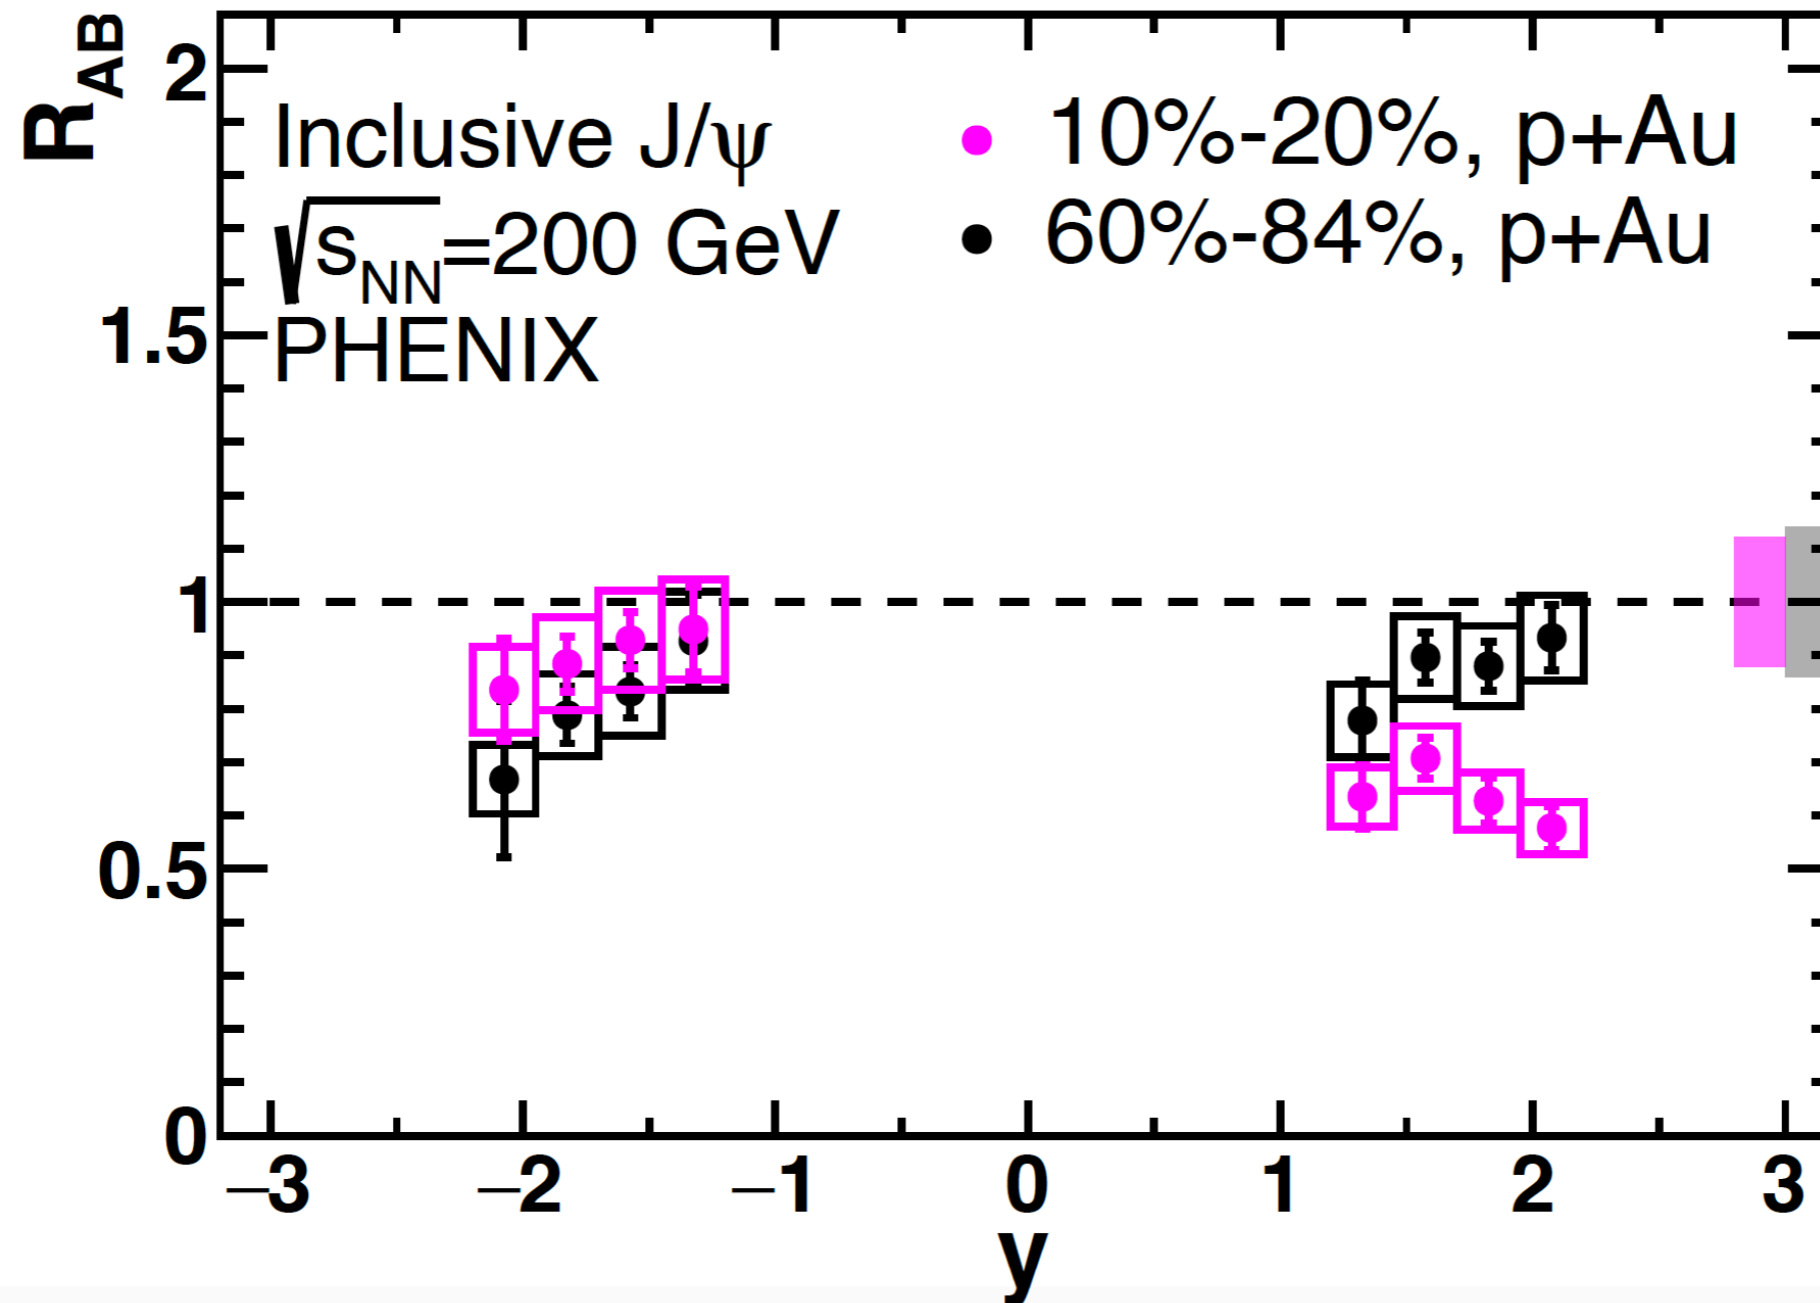 R_AB
2
1.5
1
0.5
0
Inclusive J/ψ
√s_NN=200 GeV
PHENIX
10%-20%, p+Au
60%-84%, p+Au
−3 −2 −1 0 1 2 3
y